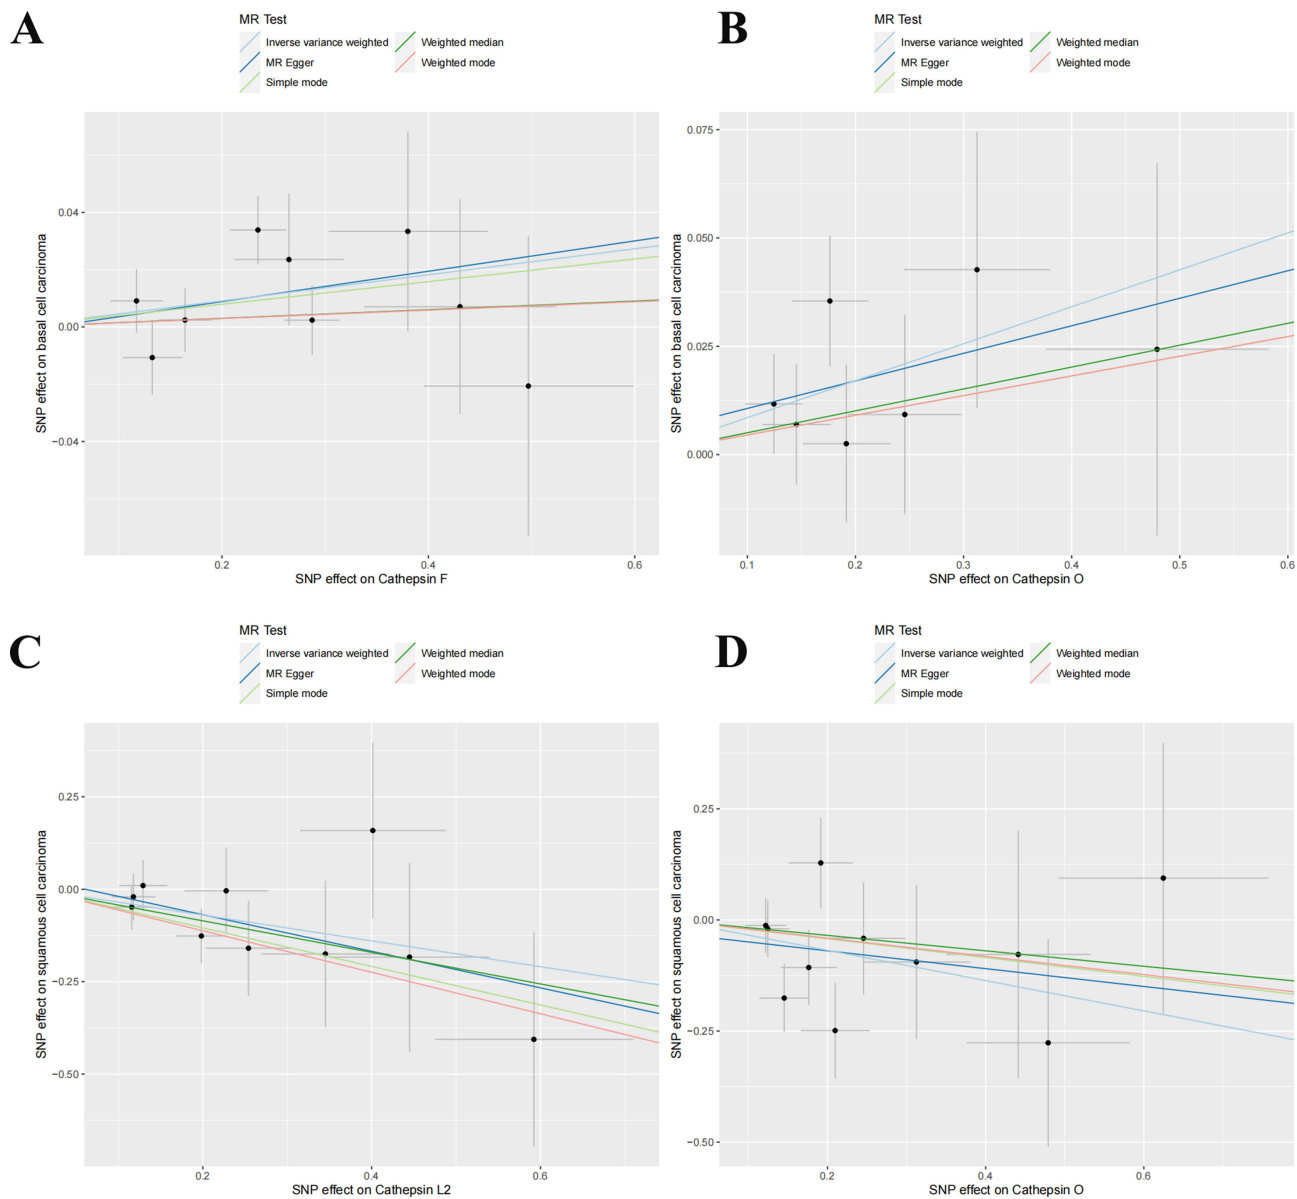 A
MR Test
Inverse variance weighted
Weighted median
MR Egger
Weighted mode
Simple mode
SNP effect on basal cell carcinoma
0.04
0.00
−0.04
0.2
0.4
0.6
SNP effect on Cathepsin F
B
MR Test
Inverse variance weighted
Weighted median
MR Egger
Weighted mode
Simple mode
SNP effect on basal cell carcinoma
0.075
0.050
0.025
0.000
0.1
0.2
0.3
0.4
0.5
0.6
SNP effect on Cathepsin O
C
MR Test
Inverse variance weighted
Weighted median
MR Egger
Weighted mode
Simple mode
SNP effect on squamous cell carcinoma
0.25
0.00
−0.25
−0.50
0.2
0.4
0.6
SNP effect on Cathepsin L2
D
MR Test
Inverse variance weighted
Weighted median
MR Egger
Weighted mode
Simple mode
SNP effect on squamous cell carcinoma
0.25
0.00
−0.25
−0.50
0.2
0.4
0.6
SNP effect on Cathepsin O